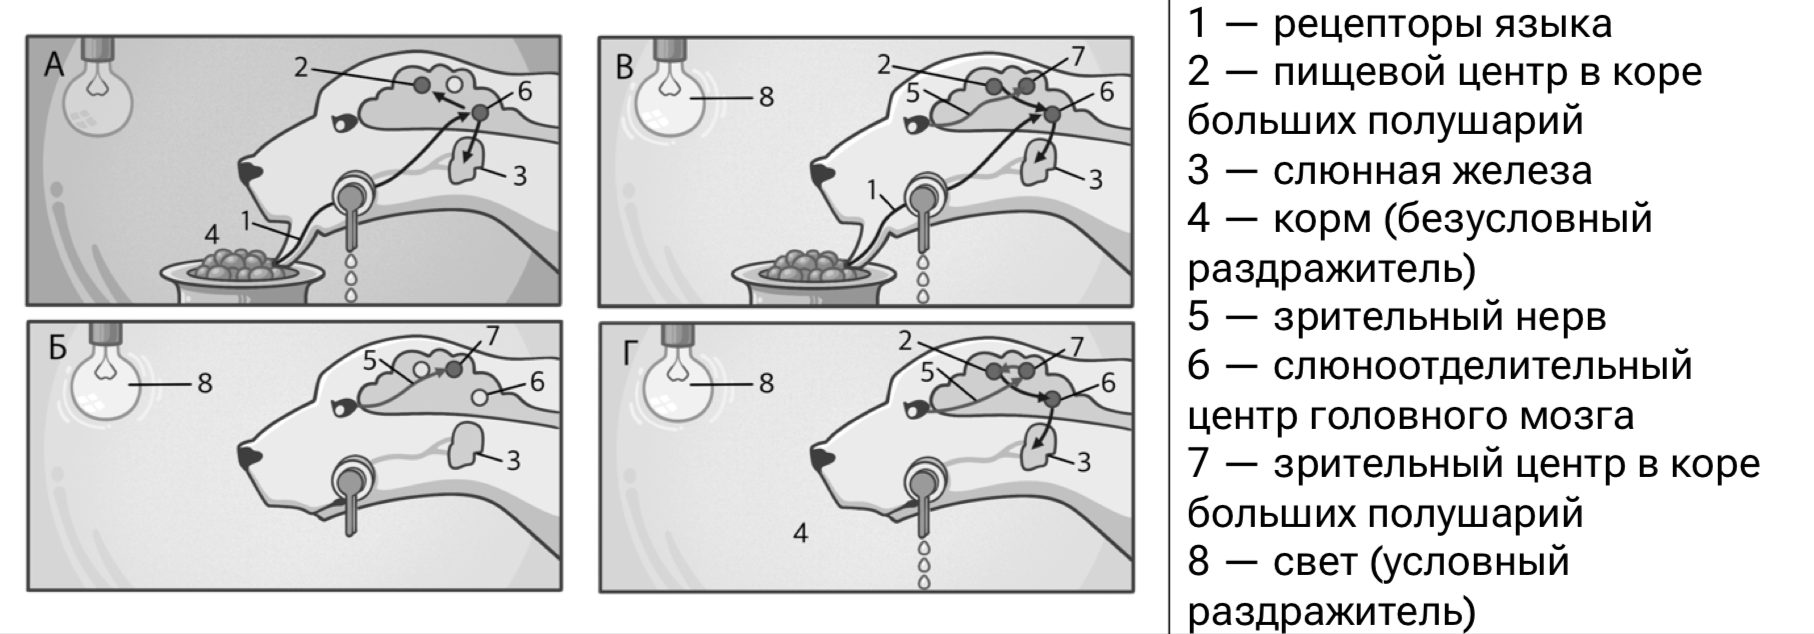 А
2
6
3
1
4
В
2
7
5
6
8
1
3
Б
7
5
8
6
3
Г
2
7
5
6
8
3
4
1 — рецепторы языка
2 — пищевой центр в коре
больших полушарий
3 — слюнная железа
4 — корм (безусловный
раздражитель)
5 — зрительный нерв
6 — слюноотделительный
центр головного мозга
7 — зрительный центр в коре
больших полушарий
8 — свет (условный
раздражитель)